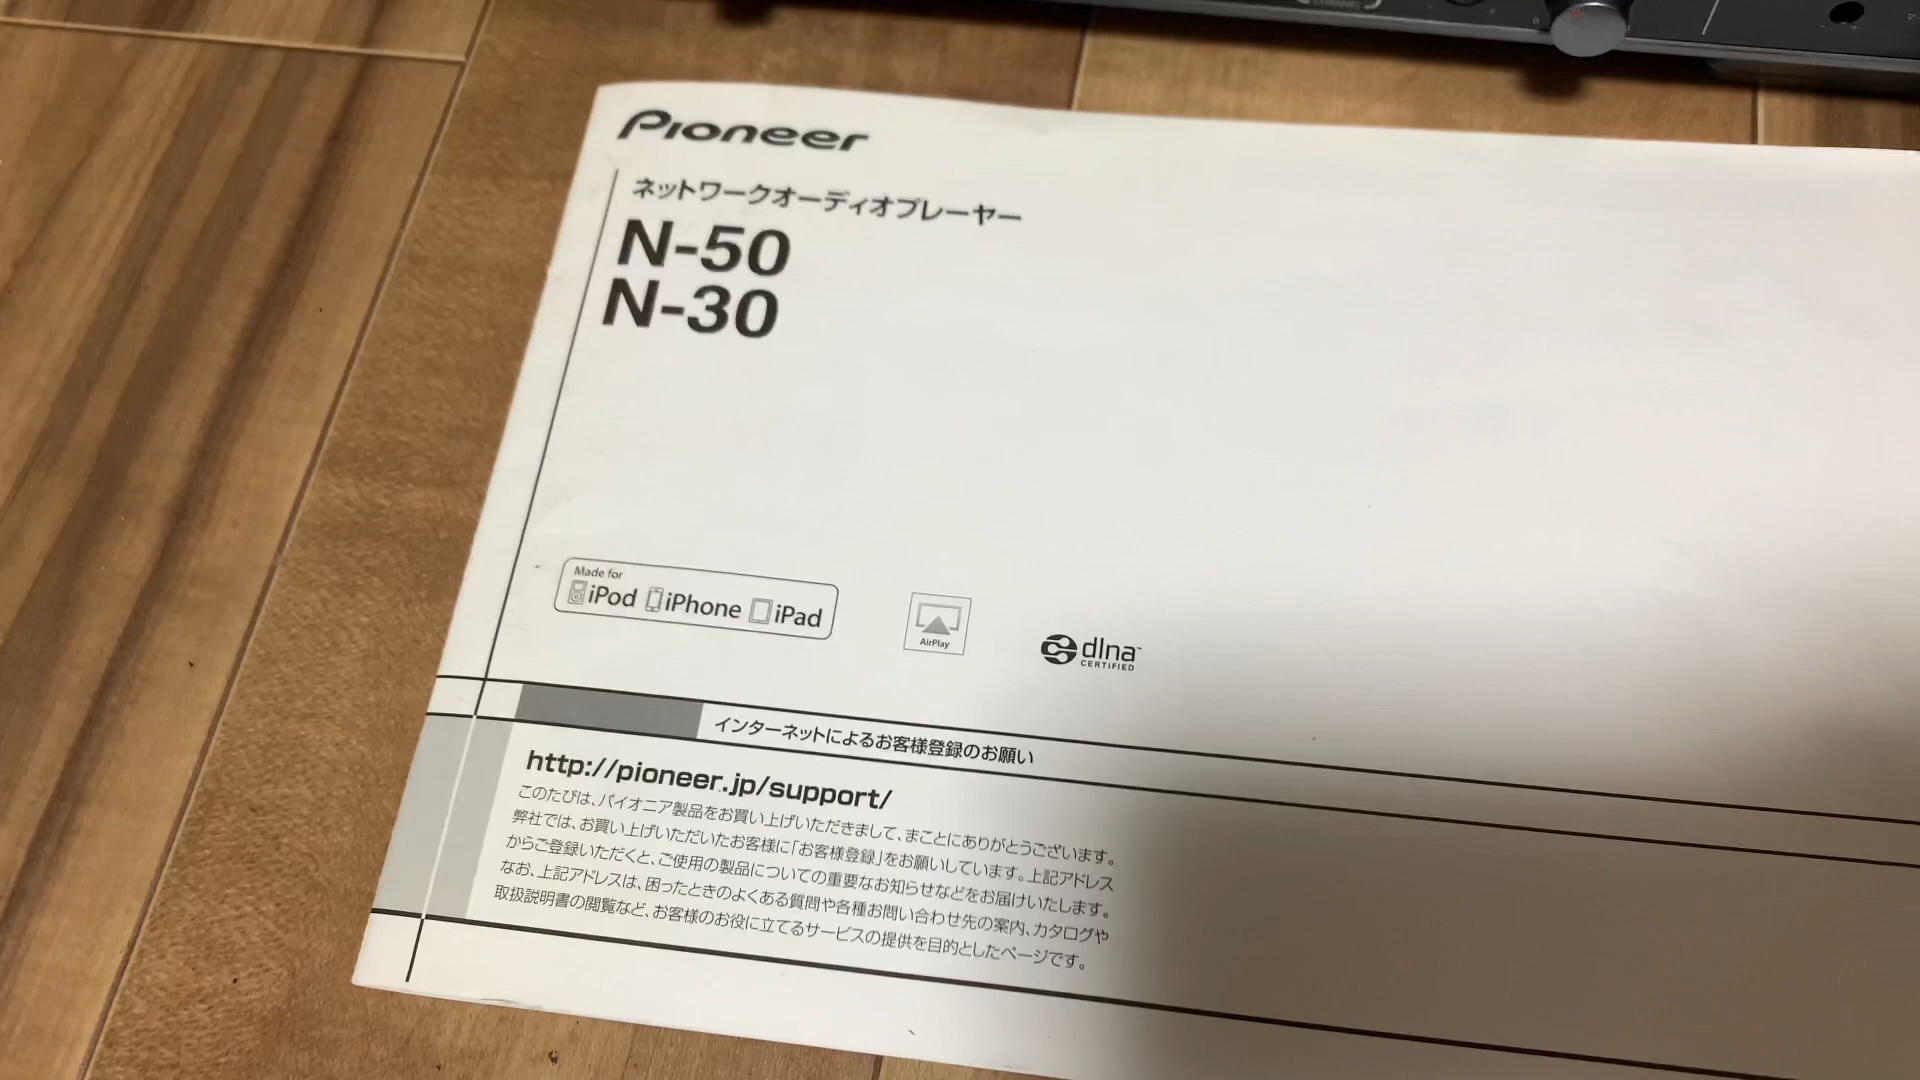 CHANNEL
Pioneer
ネットワークオーディオプレーヤー
N-50
N-30
Made for
iPod iPhone iPad
AirPlay
dlna™
CERTIFIED
インターネットによるお客様登録のお願い
http://pioneer.jp/support/
このたびは、パイオニア製品をお買い上げいただきまして、まことにありがとうございます。
弊社では、お買い上げいただいたお客様に「お客様登録」をお願いしています。上記アドレス
からご登録いただくと、ご使用の製品についての重要なお知らせなどをお届けいたします。
なお、上記アドレスは、困ったときのよくある質問や各種お問い合わせ先の案内、カタログや
取扱説明書の閲覧など、お客様のお役に立てるサービスの提供を目的としたページです。